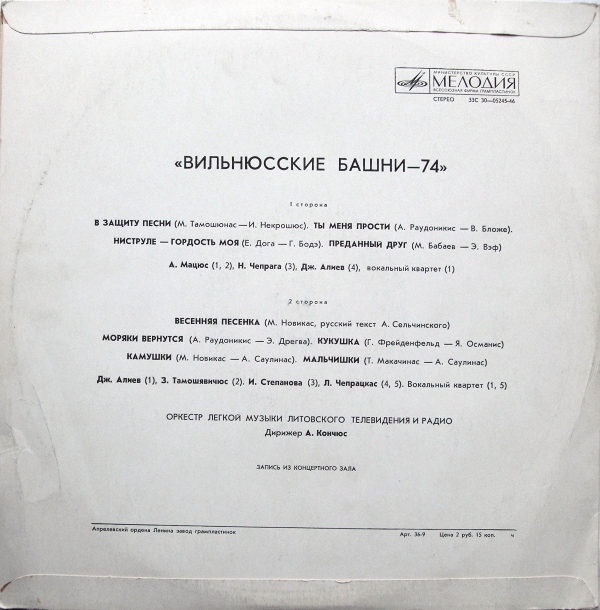 МИНИСТЕРСТВО КУЛЬТУРЫ СССР
МЕЛОДИЯ
ВСЕСОЮЗНАЯ ФИРМА ГРАМПЛАСТИНОК
СТЕРЕО 33С 30—05245-46
«ВИЛЬНЮССКИЕ БАШНИ—74»
1 сторона
В ЗАЩИТУ ПЕСНИ (М. Тамошюнас — И. Некрошюс). ТЫ МЕНЯ ПРОСТИ (А. Раудоникис — В. Бложе).
НИСТРУЛЕ — ГОРДОСТЬ МОЯ (Е. Дога — Г. Бодэ). ПРЕДАННЫЙ ДРУГ (М. Бабаев — Э. Вэф)
А. Мацюс (1, 2), Н. Чепрага (3), Дж. Алиев (4), вокальный квартет (1)
2 сторона
ВЕСЕННЯЯ ПЕСЕНКА (М. Новикас, русский текст А. Сельчинского)
МОРЯКИ ВЕРНУТСЯ (А. Раудоникис — Э. Дрегва). КУКУШКА (Г. Фрейденфельд — Я. Османис)
КАМУШКИ (М. Новикас — А. Саулинас). МАЛЬЧИШКИ (Т. Макачинас — А. Саулинас)
Дж. Алиев (1), З. Тамошявичюс (2). И. Степанова (3), Л. Чепрацкас (4, 5). Вокальный квартет (1, 5)
ОРКЕСТР ЛЕГКОЙ МУЗЫКИ ЛИТОВСКОГО ТЕЛЕВИДЕНИЯ И РАДИО
Дирижер А. Кончюс
ЗАПИСЬ ИЗ КОНЦЕРТНОГО ЗАЛА
Апрелевский ордена Ленина завод грампластинок Арт. 36-9 Цена 2 руб. 15 коп. ч